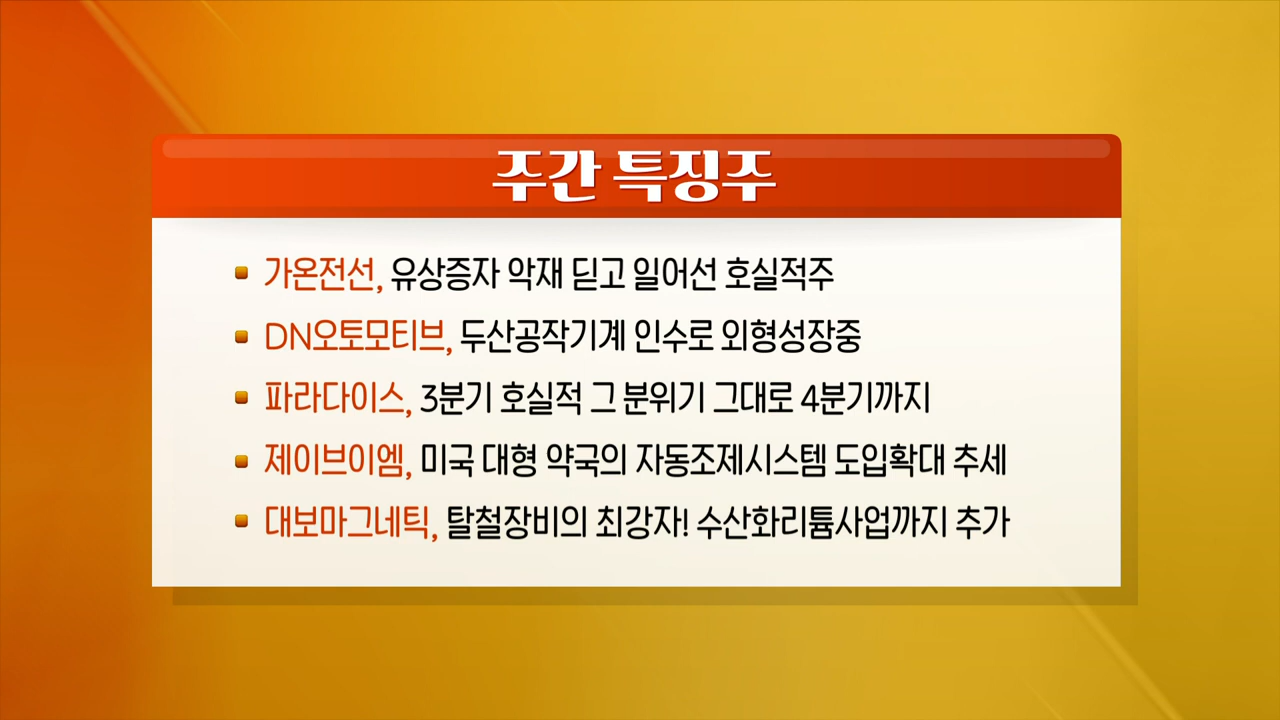 주간 특징주
가온전선, 유상증자 악재 딛고 일어선 호실적주
DN오토모티브, 두산공작기계 인수로 외형성장중
파라다이스, 3분기 호실적 그 분위기 그대로 4분기까지
제이브이엠, 미국 대형 약국의 자동조제시스템 도입확대 추세
대보마그네틱, 탈철장비의 최강자! 수산화리튬사업까지 추가